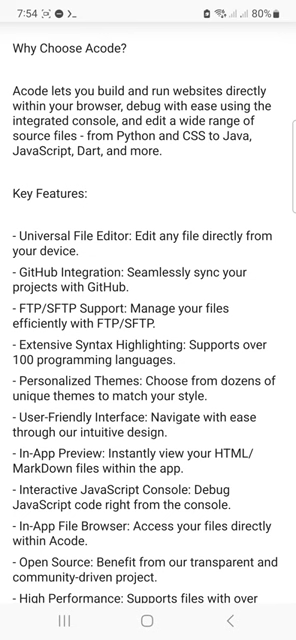 7:54
80%
Why Choose Acode?
Acode lets you build and run websites directly
within your browser, debug with ease using the
integrated console, and edit a wide range of
source files - from Python and CSS to Java,
JavaScript, Dart, and more.
Key Features:
- Universal File Editor: Edit any file directly from
your device.
- GitHub Integration: Seamlessly sync your
projects with GitHub.
- FTP/SFTP Support: Manage your files
efficiently with FTP/SFTP.
- Extensive Syntax Highlighting: Supports over
100 programming languages.
- Personalized Themes: Choose from dozens of
unique themes to match your style.
- User-Friendly Interface: Navigate with ease
through our intuitive design.
- In-App Preview: Instantly view your HTML/
MarkDown files within the app.
- Interactive JavaScript Console: Debug
JavaScript code right from the console.
- In-App File Browser: Access your files directly
within Acode.
- Open Source: Benefit from our transparent and
community-driven project.
- High Performance: Supports files with over